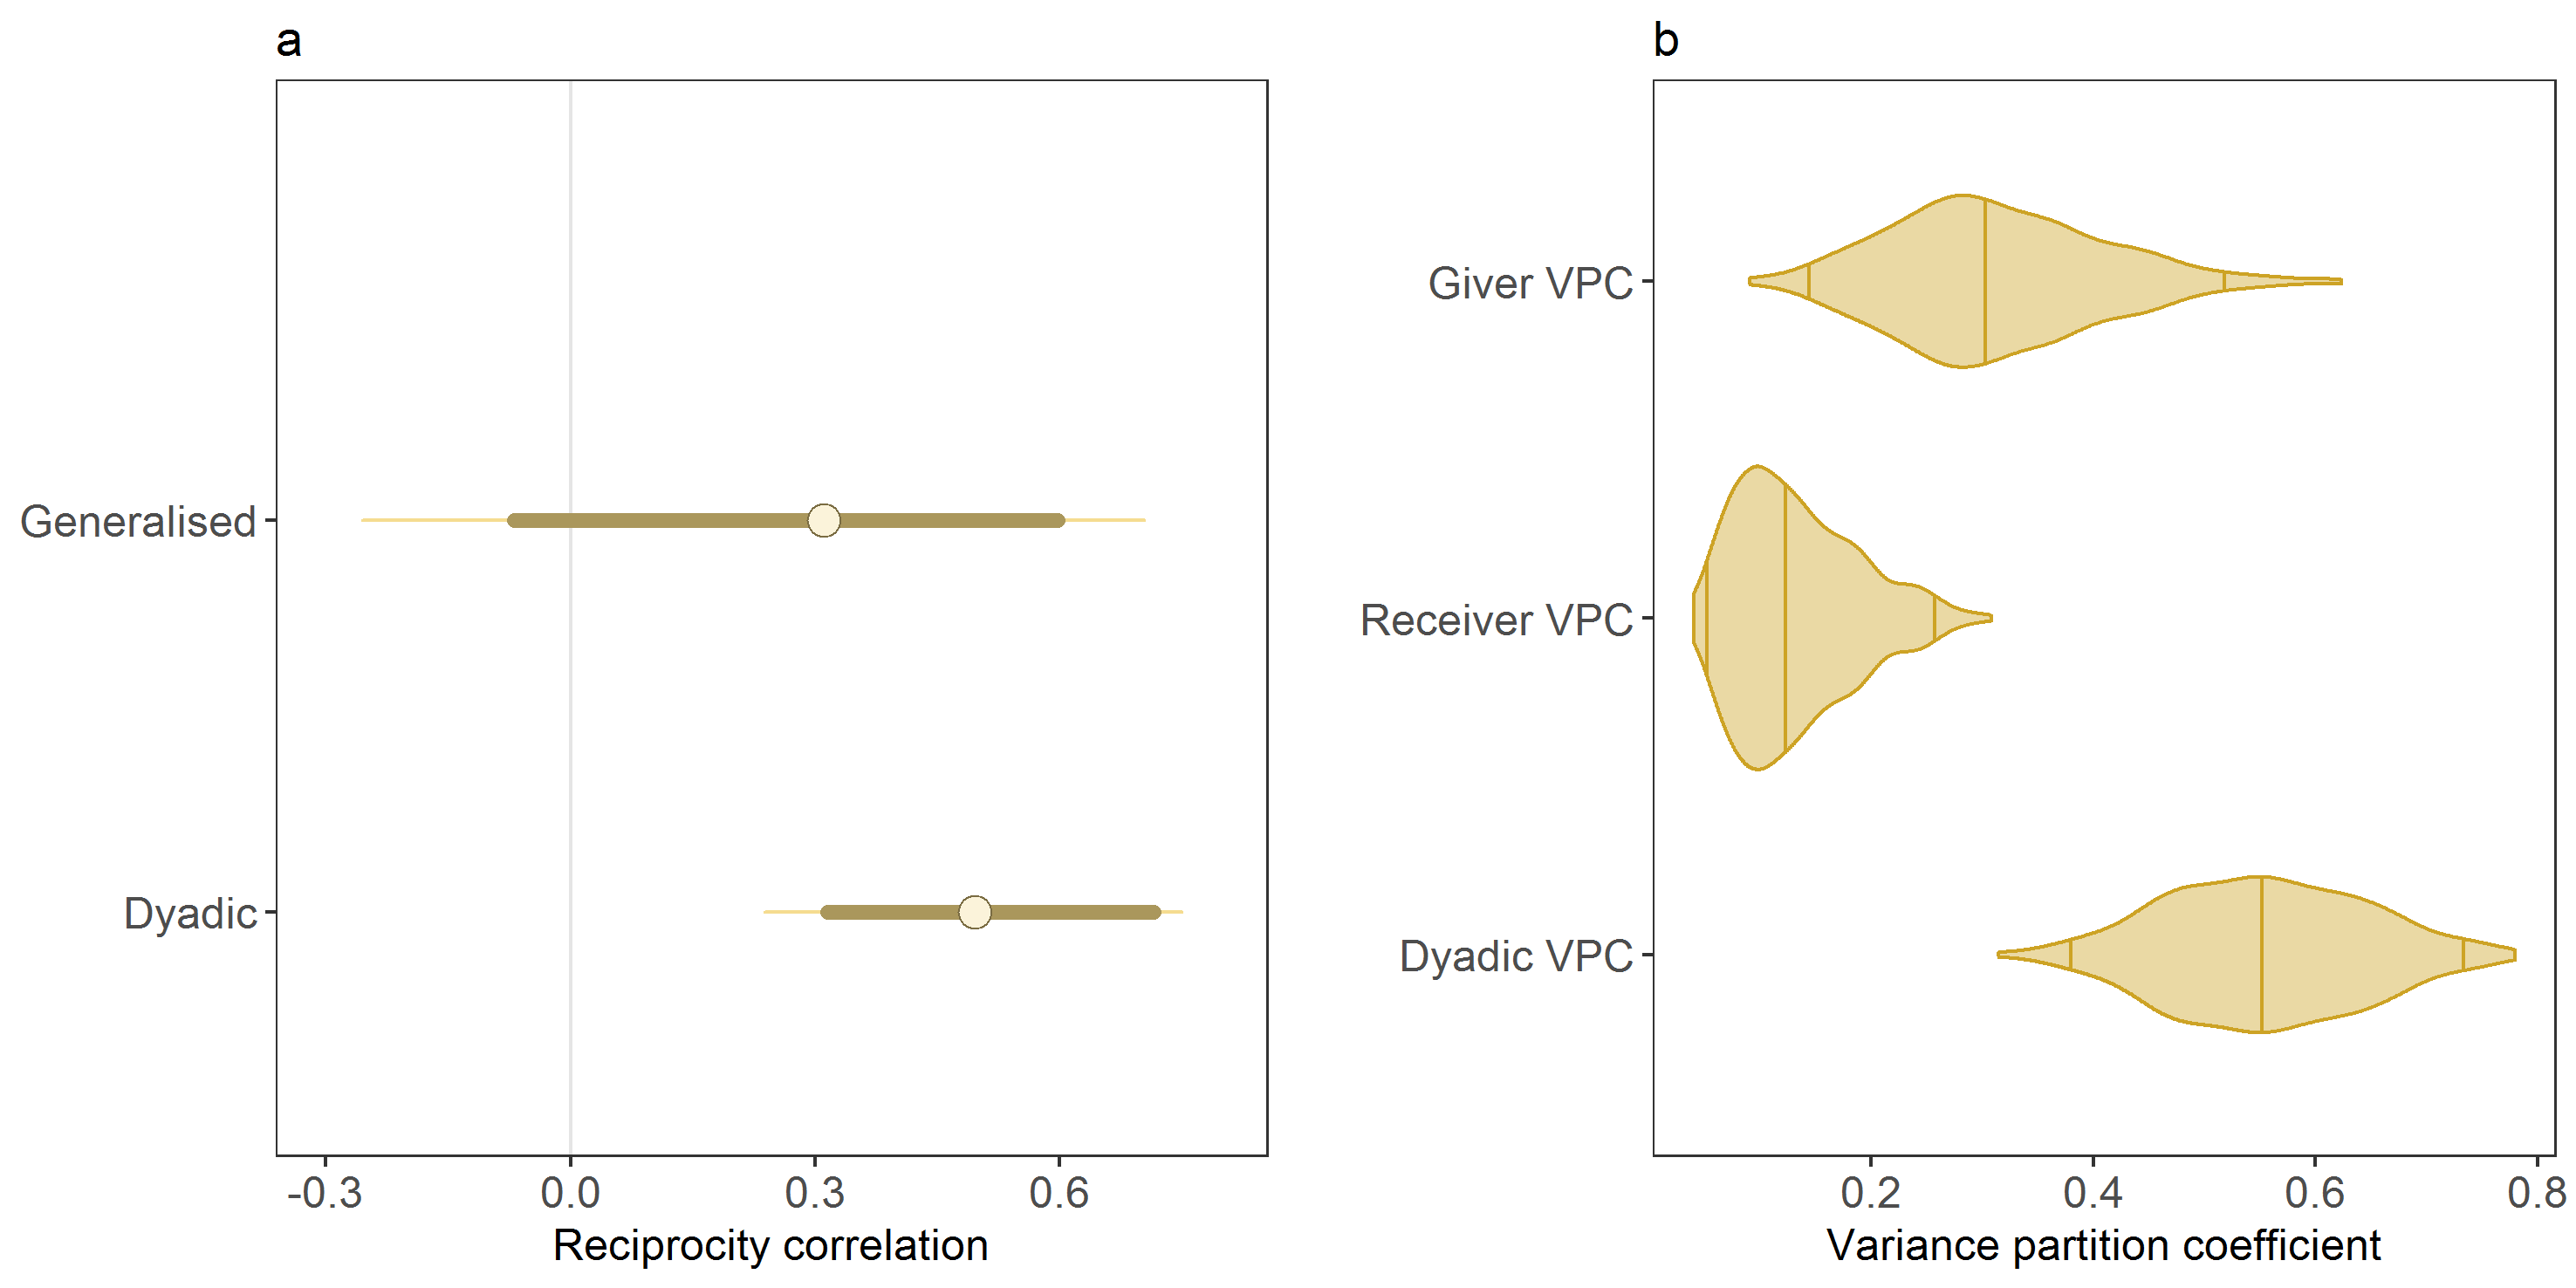 a
Generalised
Dyadic
-0.3 0.0 0.3 0.6
Reciprocity correlation
b
Giver VPC
Receiver VPC
Dyadic VPC
0.2 0.4 0.6 0.8
Variance partition coefficient